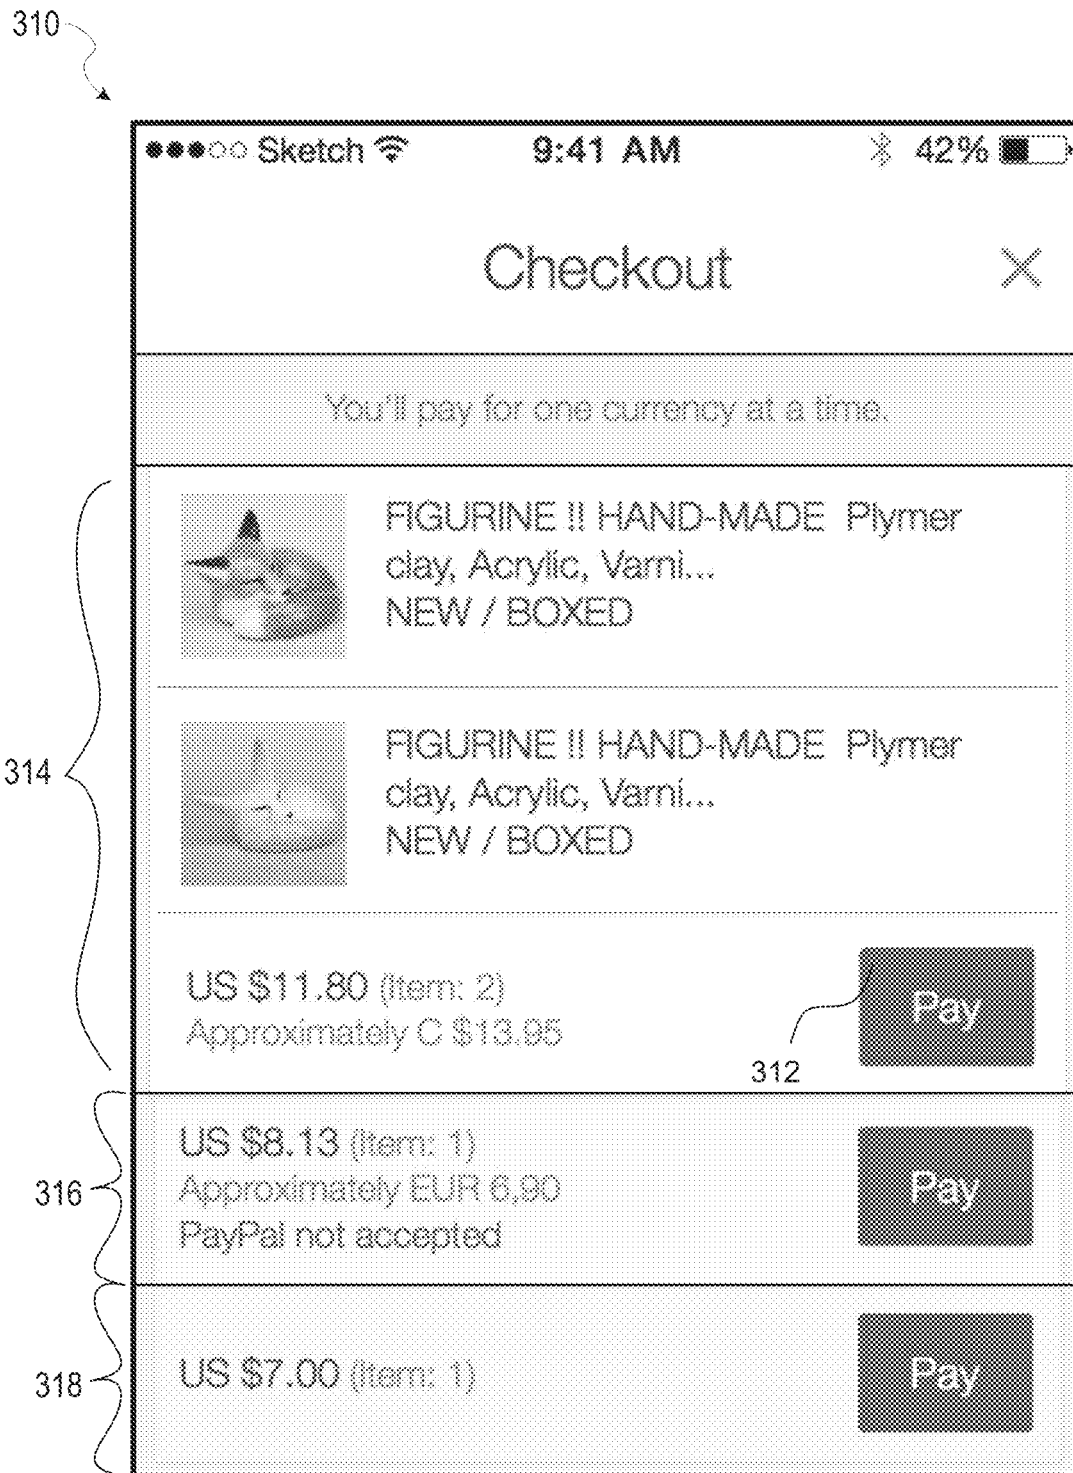 310
Sketch 9:41 AM 42%
Checkout
You'll pay for one currency at a time.
FIGURINE !! HAND-MADE Plymer
clay, Acrylic, Varni...
NEW / BOXED
314
FIGURINE !! HAND-MADE Plymer
clay, Acrylic, Varni...
NEW / BOXED
US $11.80 (Item: 2)
Approximately C $13.95
Pay
312
316
US $8.13 (Item: 1)
Approximately EUR 6,90
PayPal not accepted
Pay
318
US $7.00 (Item: 1)
Pay